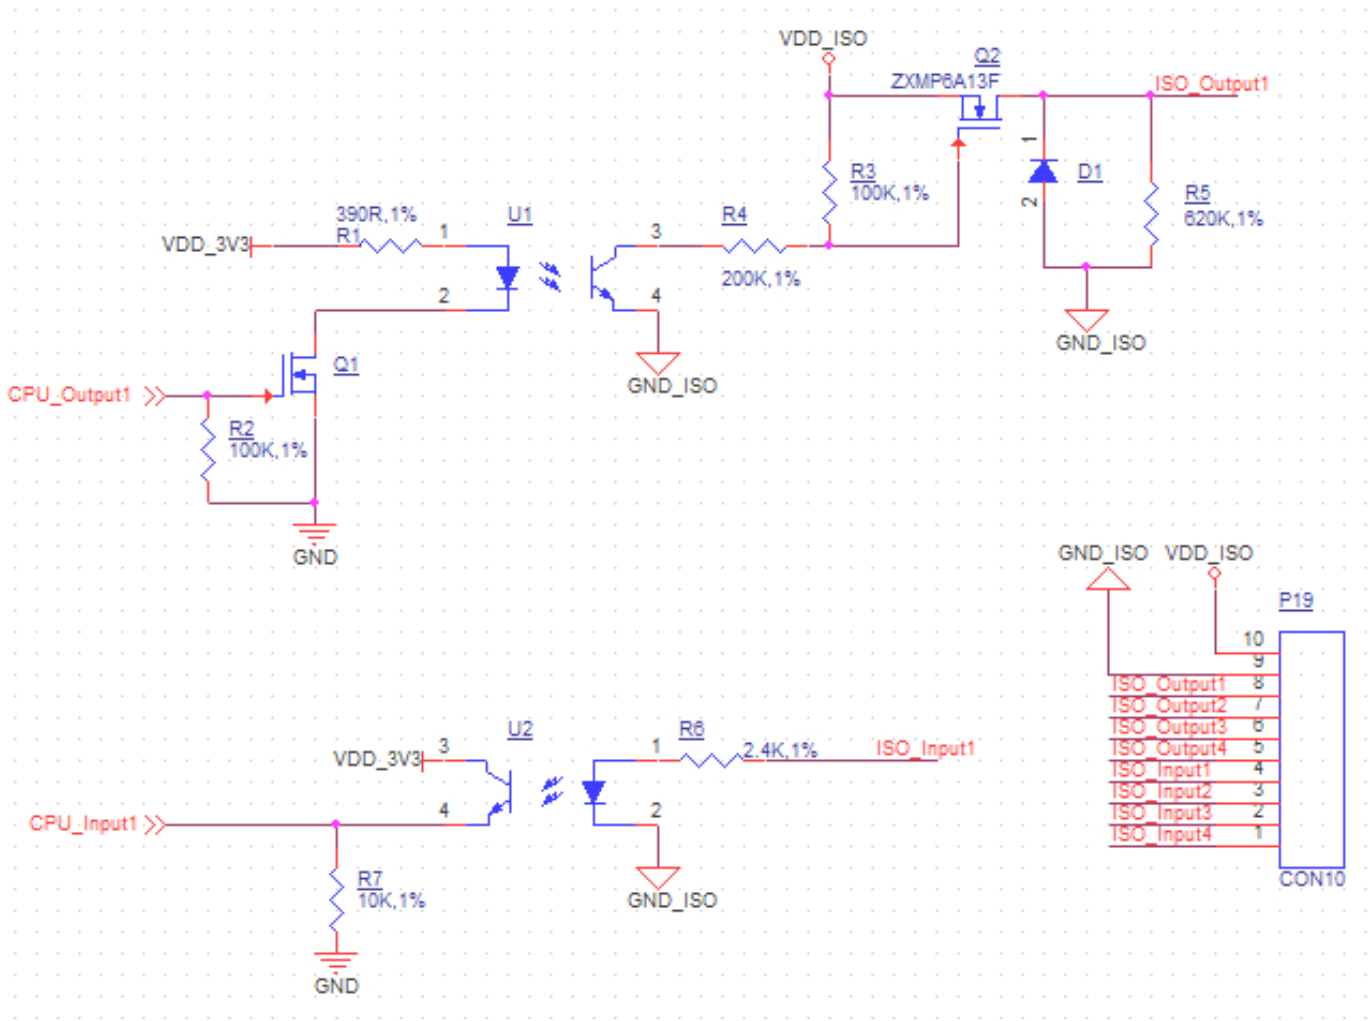 VDD_ISO
Q2
ZXMP6A13F
ISO_Output1
1
2
D1
R3
100K,1%
R5
620K,1%
GND_ISO
390R,1%
R1
VDD_3V3
1
U1
2
3
4
R4
200K,1%
GND_ISO
Q1
CPU_Output1
R2
100K,1%
GND
GND_ISO
VDD_ISO
P19
10
9
ISO_Output1 8
ISO_Output2 7
ISO_Output3 6
ISO_Output4 5
ISO_Input1 4
ISO_Input2 3
ISO_Input3 2
ISO_Input4 1
CON10
U2
VDD_3V3
3
4
1
2
R6
2.4K,1%
ISO_Input1
CPU_Input1
R7
10K,1%
GND
GND_ISO